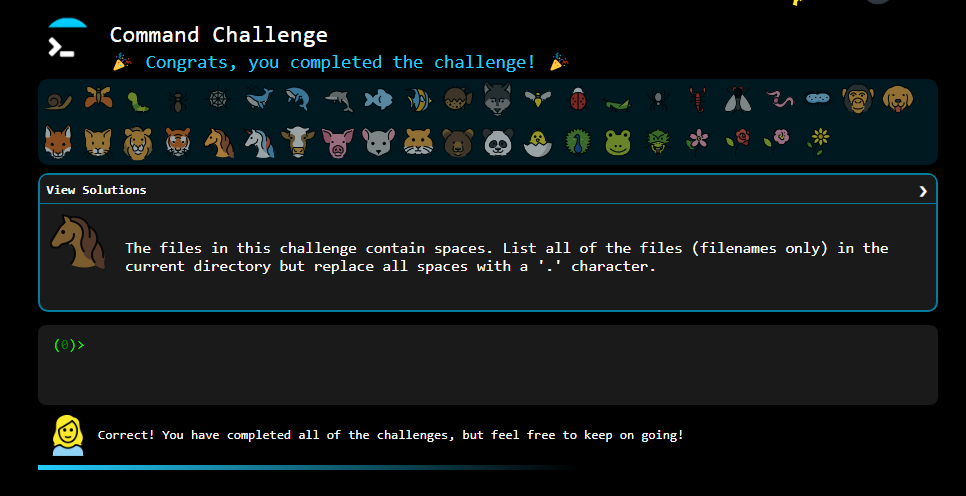 Command Challenge
🎉 Congrats, you completed the challenge! 🎉
View Solutions ❯
The files in this challenge contain spaces. List all of the files (filenames only) in the
current directory but replace all spaces with a '.' character.
(0)>
Correct! You have completed all of the challenges, but feel free to keep on going!